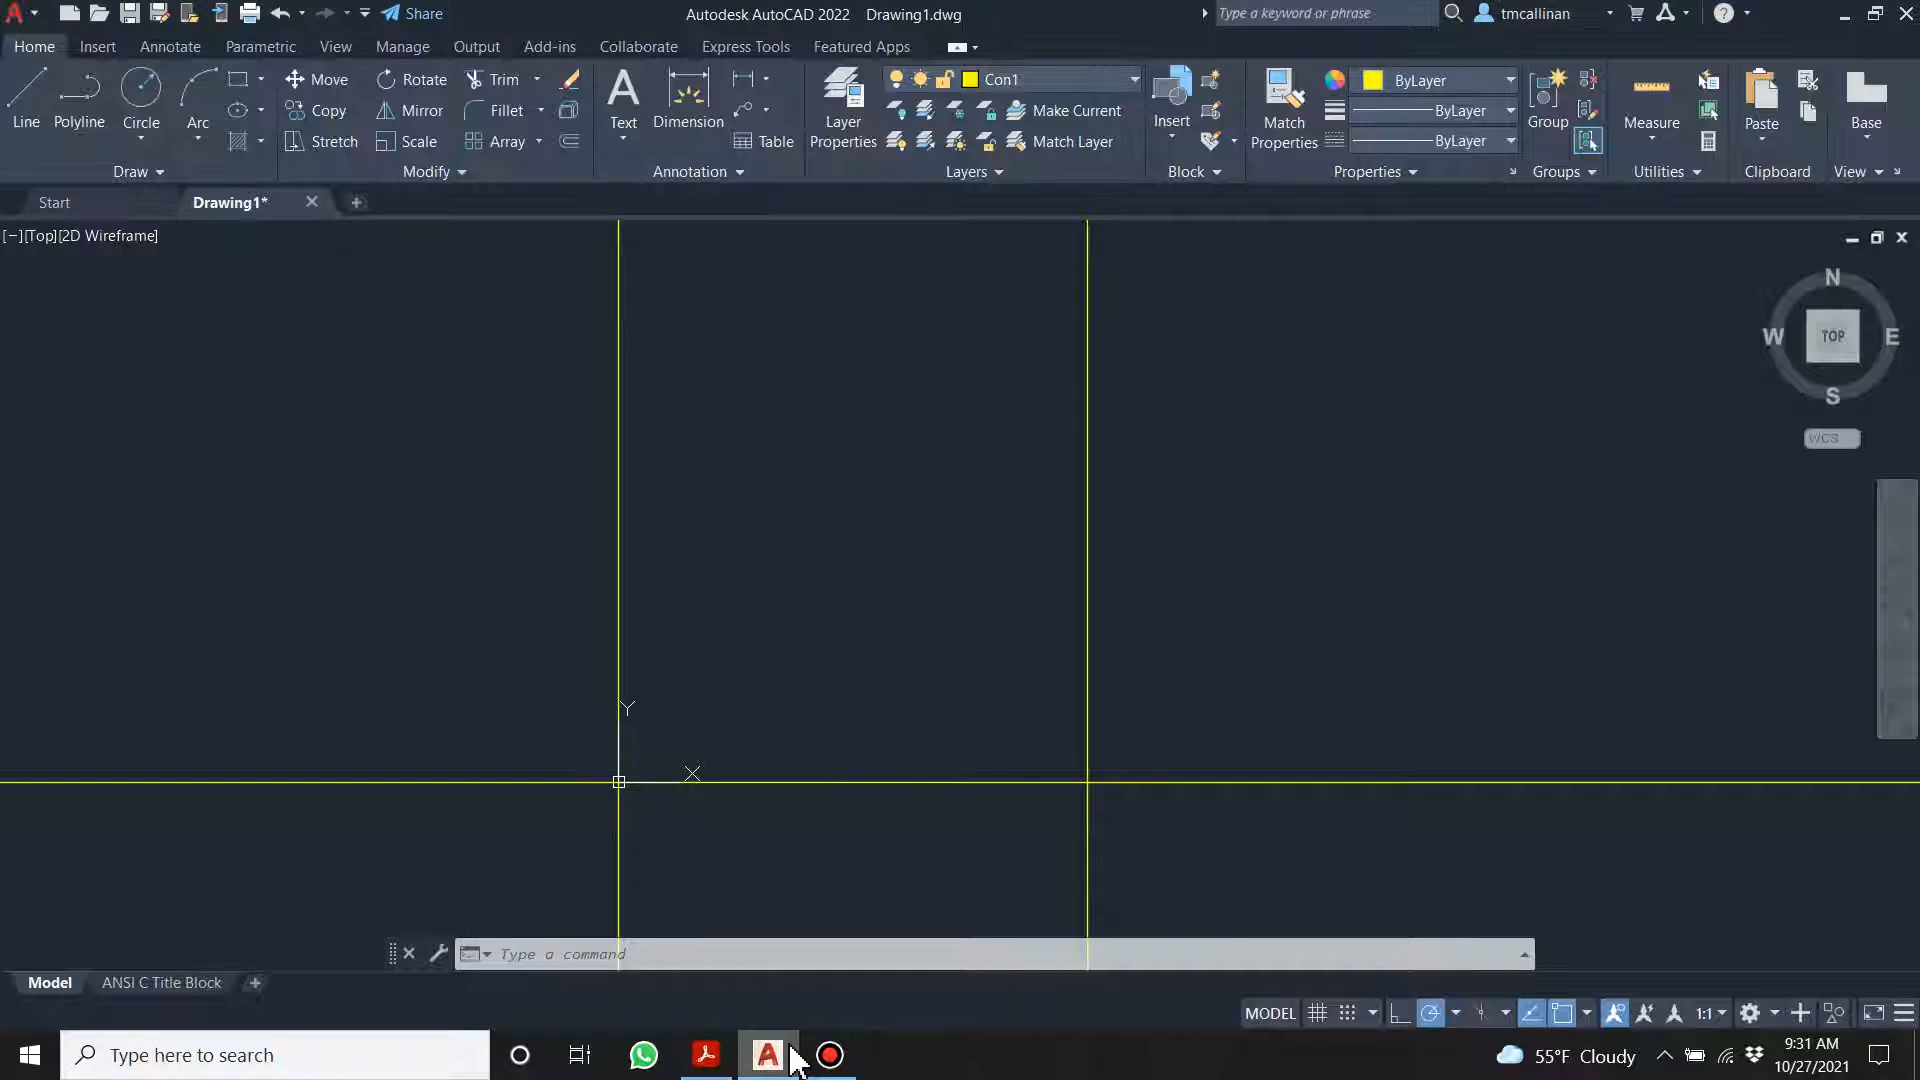 Share
Autodesk AutoCAD 2022 Drawing1.dwg
Type a keyword or phrase
tmcallinan
Home Insert Annotate Parametric View Manage Output Add-ins Collaborate Express Tools Featured Apps
Line
Polyline
Circle
Arc
Move Rotate Trim
Copy Mirror Fillet
Stretch Scale Array
Text
Dimension
Table
Layer
Properties
Con1
Make Current
Match Layer
Insert
Match
Properties
ByLayer
ByLayer
ByLayer
Group
Measure
Paste
Base
Draw Modify Annotation Layers Block Properties Groups Utilities Clipboard View
Start Drawing1*
[−][Top][2D Wireframe]
N
W TOP E
S
WCS
Y
X
Type a command
Model ANSI C Title Block
MODEL 1:1
Type here to search
55°F Cloudy
9:31 AM
10/27/2021